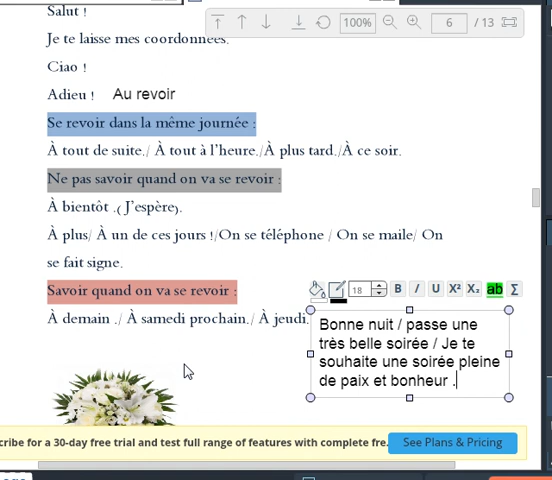 Salut !
100% 6 / 13
Je te laisse mes coordonnées.
Ciao !
Adieu ! Au revoir
Se revoir dans la même journée :
À tout de suite./ À tout à l'heure./À plus tard./À ce soir.
Ne pas savoir quand on va se revoir :
À bientôt .( J'espère).
À plus/ À un de ces jours !/On se téléphone / On se maile/ On
se fait signe.
Savoir quand on va se revoir :
18 B I U X² X₂ ab Σ
À demain ./ À samedi prochain./ À jeudi.
Bonne nuit / passe une
très belle soirée / Je te
souhaite une soirée pleine
de paix et bonheur .
cribe for a 30-day free trial and test full range of features with complete fre. See Plans & Pricing